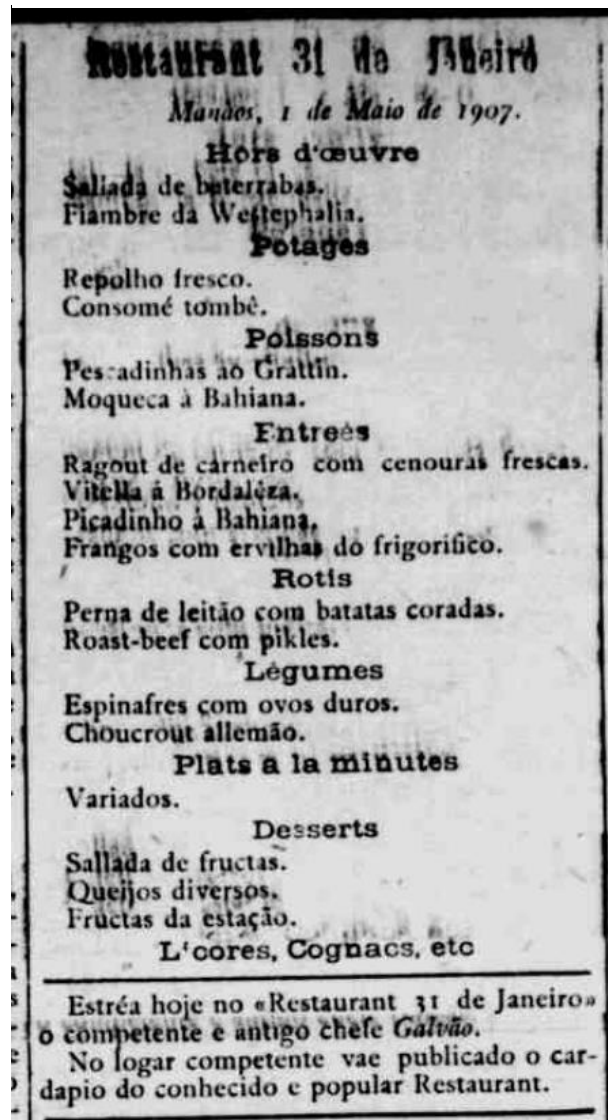 Restaurant 31 de Janeiro
Manáos, 1 de Maio de 1907.
Hors d'œuvre
Sallada de beterrabas.
Fiambre da Westephalia.
Potages
Repolho fresco.
Consomé tombê.
Poissons
Pescadinhas ao Grattin.
Moqueca á Bahiana.
Entreés
Ragout de carneiro com cenouras frescas.
Vitella á Bordaléza.
Picadinho á Bahiana.
Frangos com ervilhas do frigorifico.
Rotis
Perna de leitão com batatas coradas.
Roast-beef com pikles.
Légumes
Espinafres com ovos duros.
Choucrout allemão.
Plats a la minutes
Variados.
Desserts
Sallada de fructas.
Queijos diversos.
Fructas da estação.
L'cores, Cognacs, etc
Estréa hoje no «Restaurant 31 de Janeiro»
o competente e antigo chefe Galvão.
No logar competente vae publicado o car-
dapio do conhecido e popular Restaurant.